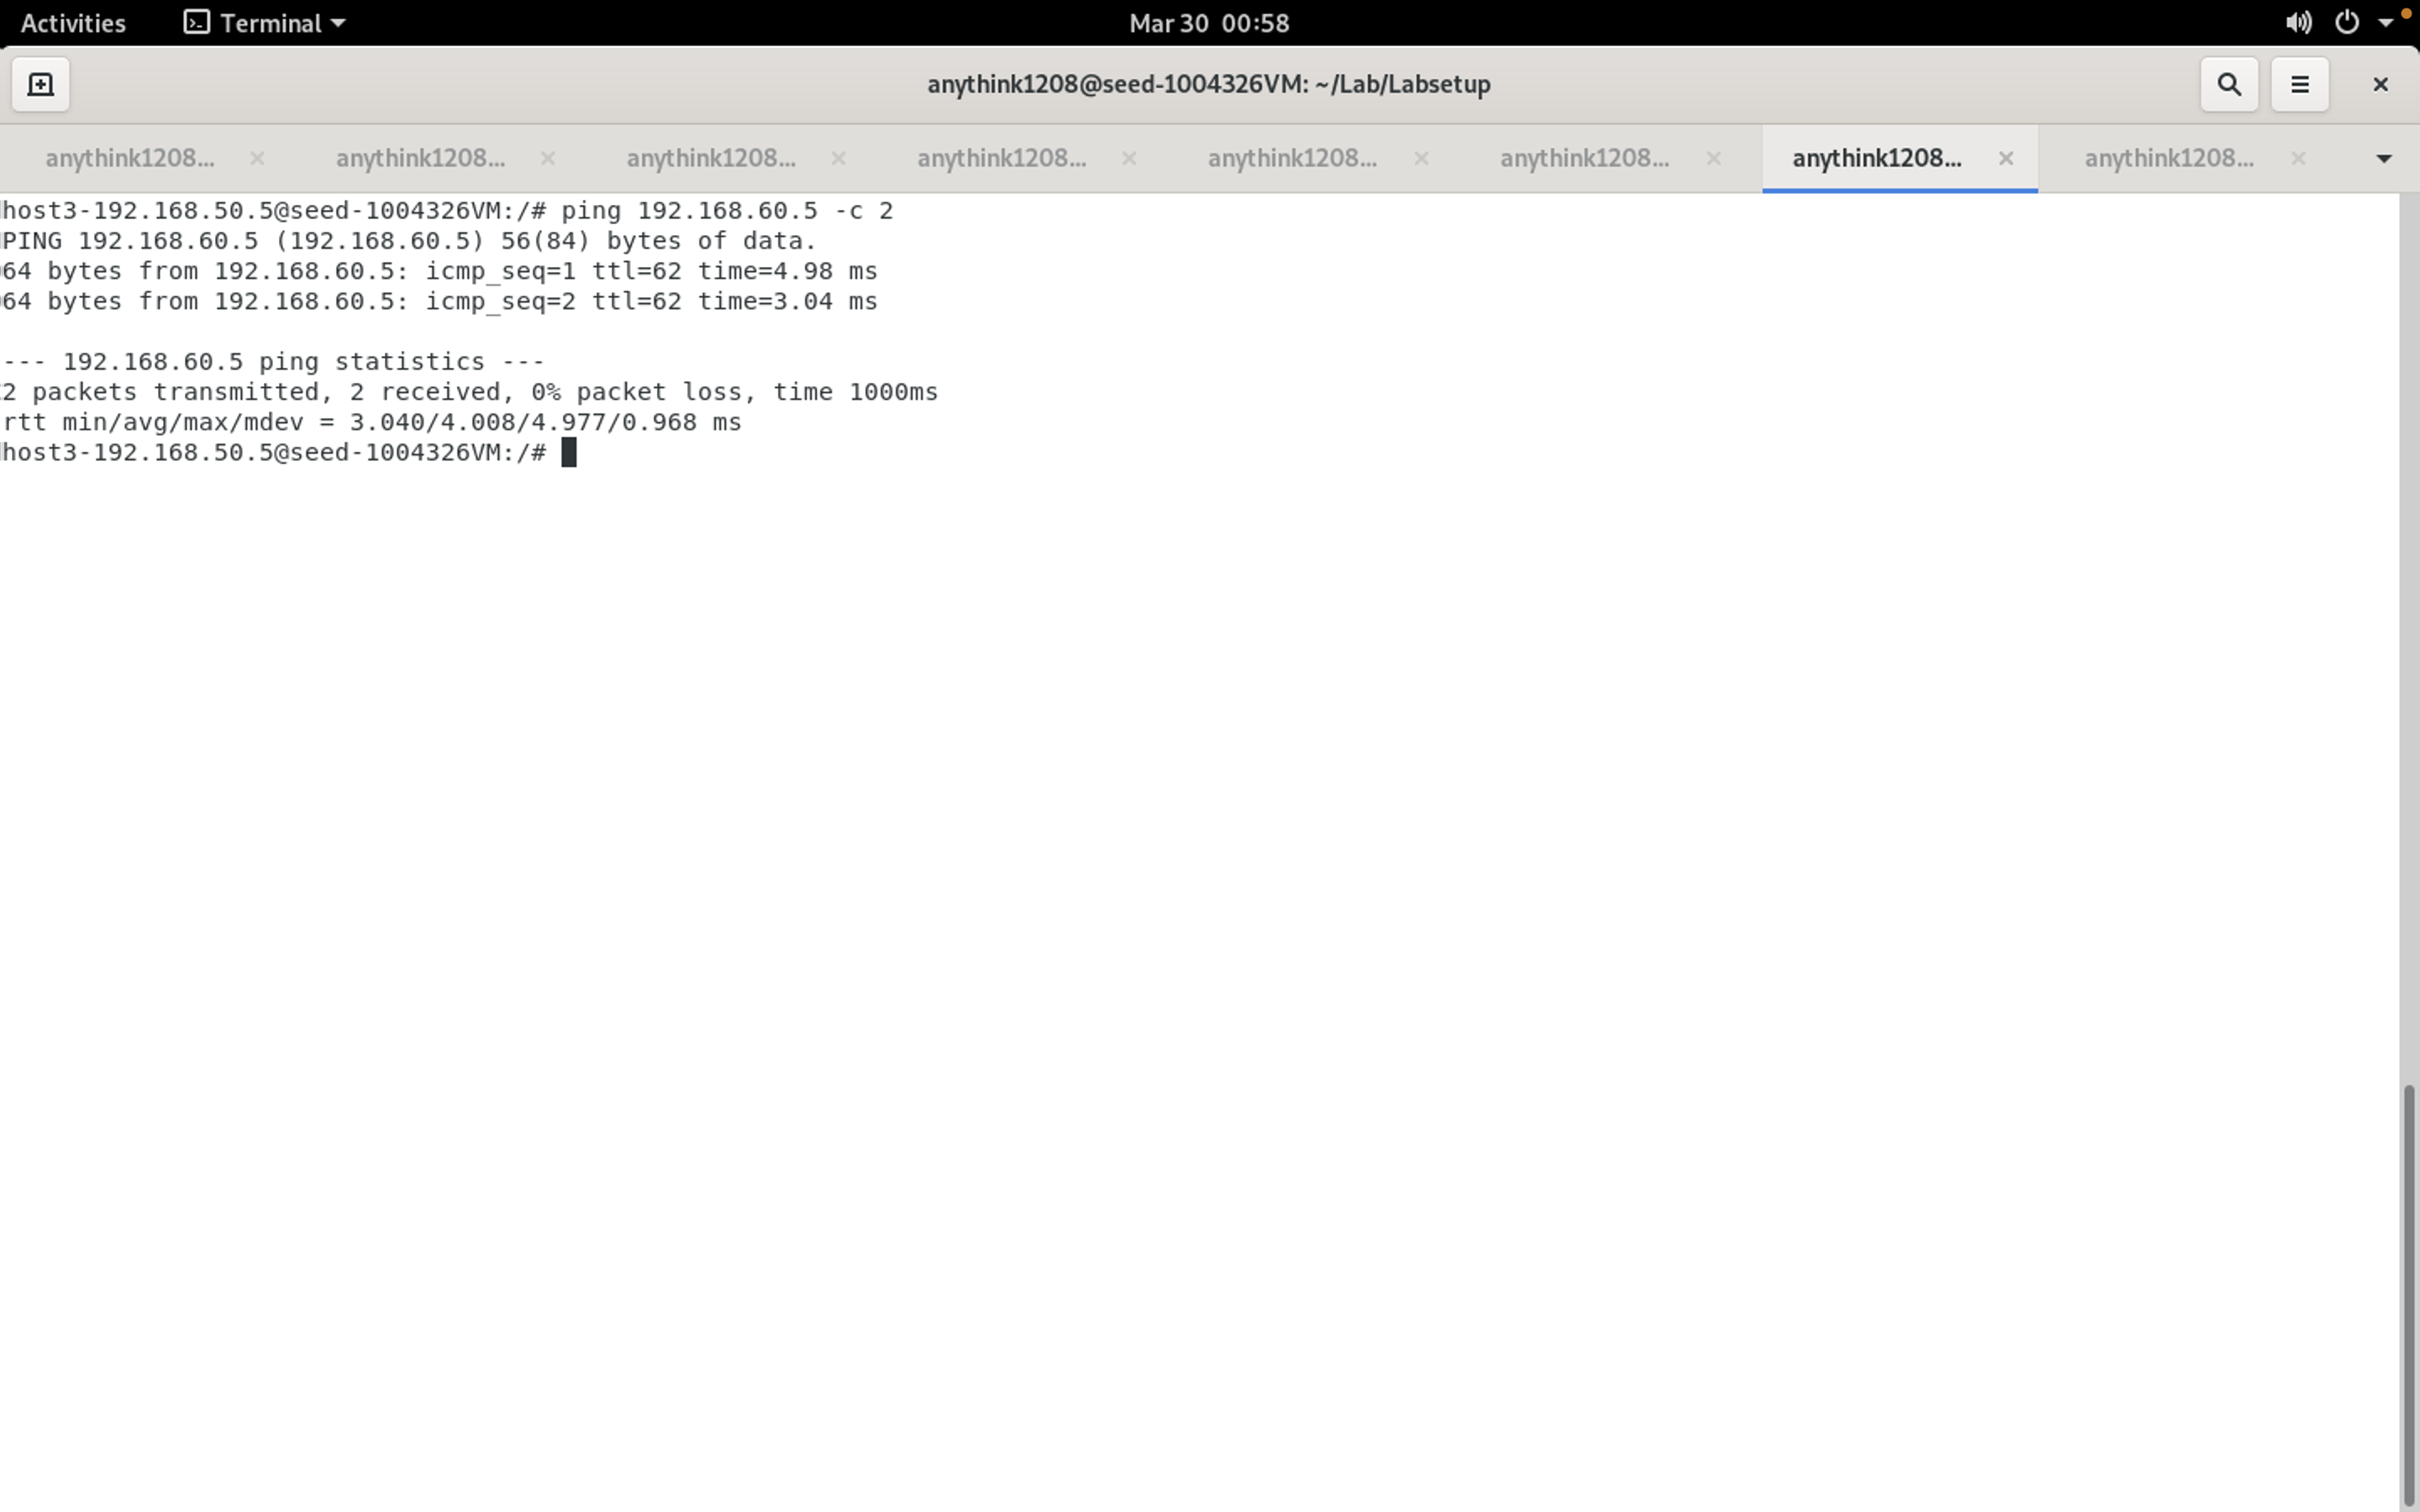 Activities Terminal Mar 30 00:58
anythink1208@seed-1004326VM: ~/Lab/Labsetup
anythink1208... anythink1208... anythink1208... anythink1208... anythink1208... anythink1208... anythink1208... anythink1208...
host3-192.168.50.5@seed-1004326VM:/# ping 192.168.60.5 -c 2
PING 192.168.60.5 (192.168.60.5) 56(84) bytes of data.
64 bytes from 192.168.60.5: icmp_seq=1 ttl=62 time=4.98 ms
64 bytes from 192.168.60.5: icmp_seq=2 ttl=62 time=3.04 ms
--- 192.168.60.5 ping statistics ---
2 packets transmitted, 2 received, 0% packet loss, time 1000ms
rtt min/avg/max/mdev = 3.040/4.008/4.977/0.968 ms
host3-192.168.50.5@seed-1004326VM:/#